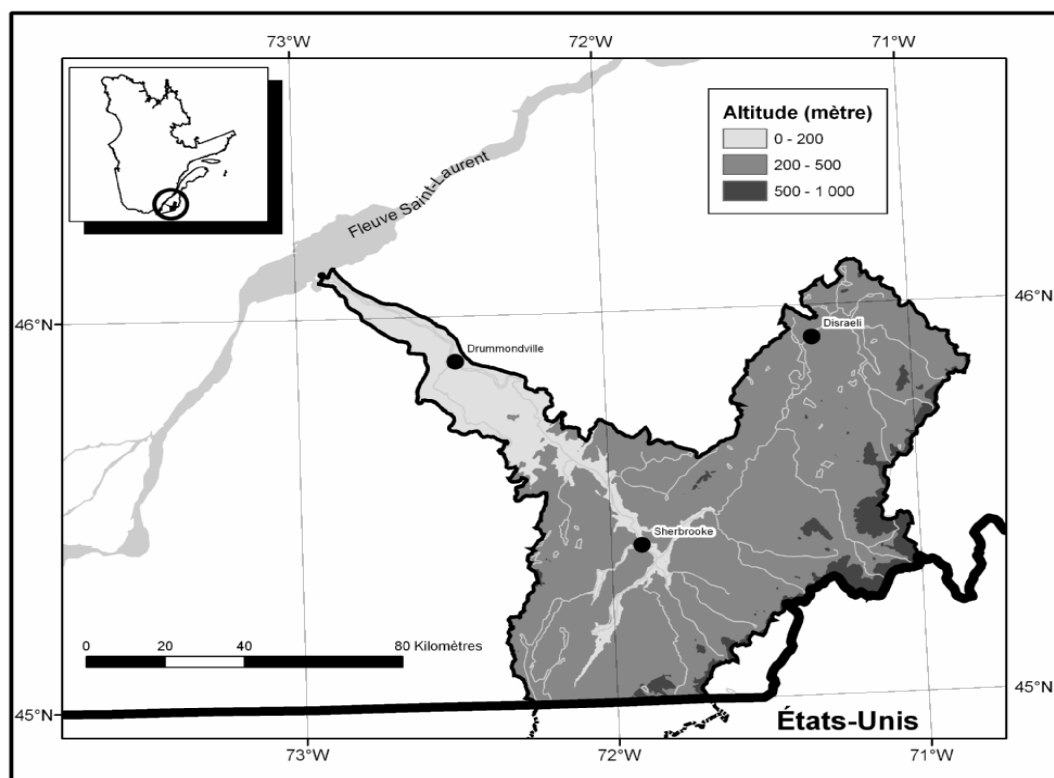 73°W
72°W
71°W
Altitude (mètre)
0 - 200
200 - 500
500 - 1 000
Fleuve Saint-Laurent
46°N
46°N
Disraeli
Drummondville
Sherbrooke
0
20
40
80 Kilomètres
45°N
45°N
États-Unis
73°W
72°W
71°W